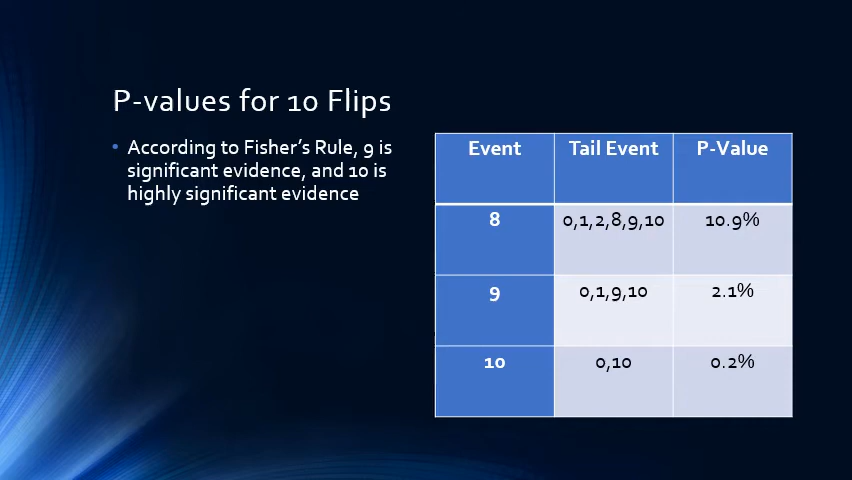 P-values for 10 Flips
• According to Fisher’s Rule, 9 is
significant evidence, and 10 is
highly significant evidence
Event Tail Event P-Value
8 0,1,2,8,9,10 10.9%
9 0,1,9,10 2.1%
10 0,10 0.2%